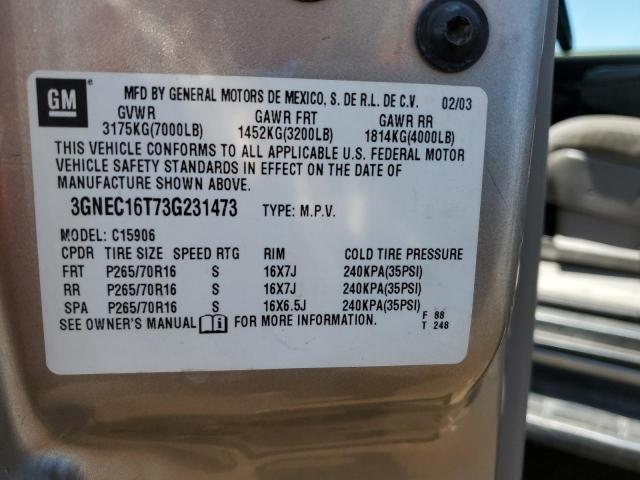 GM
MFD BY GENERAL MOTORS DE MEXICO, S. DE R.L. DE C.V. 02/03
GVWR GAWR FRT GAWR RR
3175KG(7000LB) 1452KG(3200LB) 1814KG(4000LB)
THIS VEHICLE CONFORMS TO ALL APPLICABLE U.S. FEDERAL MOTOR
VEHICLE SAFETY STANDARDS IN EFFECT ON THE DATE OF
MANUFACTURE SHOWN ABOVE.
3GNEC16T73G231473 TYPE: M.P.V.
MODEL: C15906
CPDR TIRE SIZE SPEED RTG RIM COLD TIRE PRESSURE
FRT P265/70R16 S 16X7J 240KPA(35PSI)
RR P265/70R16 S 16X7J 240KPA(35PSI)
SPA P265/70R16 S 16X6.5J 240KPA(35PSI)
SEE OWNER'S MANUAL FOR MORE INFORMATION.
F 88
T 248